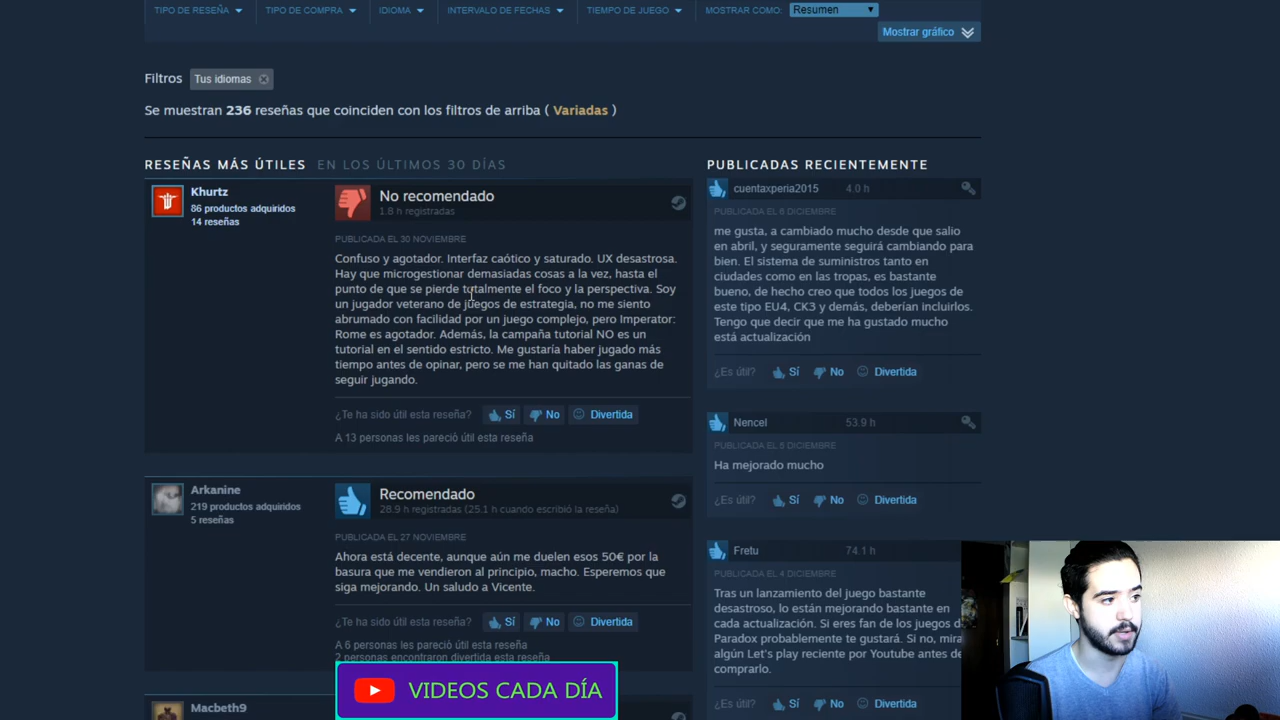 TIPO DE RESEÑA
TIPO DE COMPRA
IDIOMA
INTERVALO DE FECHAS
TIEMPO DE JUEGO
MOSTRAR COMO:
Resumen
Mostrar gráfico
Filtros
Tus idiomas
Se muestran 236 reseñas que coinciden con los filtros de arriba ( Variadas )
RESEÑAS MÁS ÚTILES
EN LOS ÚLTIMOS 30 DÍAS
Khurtz
86 productos adquiridos
14 reseñas
No recomendado
1.8 h registradas
PUBLICADA EL 30 NOVIEMBRE
Confuso y agotador. Interfaz caótico y saturado. UX desastrosa.
Hay que microgestionar demasiadas cosas a la vez, hasta el
punto de que se pierde totalmente el foco y la perspectiva. Soy
un jugador veterano de juegos de estrategia, no me siento
abrumado con facilidad por un juego complejo, pero Imperator:
Rome es agotador. Además, la campaña tutorial NO es un
tutorial en el sentido estricto. Me gustaría haber jugado más
tiempo antes de opinar, pero se me han quitado las ganas de
seguir jugando.
¿Te ha sido útil esta reseña?
Sí
No
Divertida
A 13 personas les pareció útil esta reseña
Arkanine
219 productos adquiridos
5 reseñas
Recomendado
28.9 h registradas (25.1 h cuando escribió la reseña)
PUBLICADA EL 27 NOVIEMBRE
Ahora está decente, aunque aún me duelen esos 50€ por la
basura que me vendieron al principio, macho. Esperemos que
siga mejorando. Un saludo a Vicente.
¿Te ha sido útil esta reseña?
Sí
No
Divertida
A 6 personas les pareció útil esta reseña
2 personas encontraron divertida esta reseña
Macbeth9
VIDEOS CADA DÍA
PUBLICADAS RECIENTEMENTE
cuentaxperia2015
4.0 h
PUBLICADA EL 6 DICIEMBRE
me gusta, a cambiado mucho desde que salio
en abril, y seguramente seguirá cambiando para
bien. El sistema de suministros tanto en
ciudades como en las tropas, es bastante
bueno, de hecho creo que todos los juegos de
este tipo EU4, CK3 y demás, deberían incluirlos.
Tengo que decir que me ha gustado mucho
está actualización
¿Es útil?
Sí
No
Divertida
Nencel
53.9 h
PUBLICADA EL 5 DICIEMBRE
Ha mejorado mucho
¿Es útil?
Sí
No
Divertida
Fretu
74.1 h
PUBLICADA EL 4 DICIEMBRE
Tras un lanzamiento del juego bastante
desastroso, lo están mejorando bastante en
cada actualización. Si eres fan de los juegos
Paradox probablemente te gustará. Si no, mira
algún Let's play reciente por Youtube antes de
comprarlo.
¿Es útil?
Sí
No
Divertida